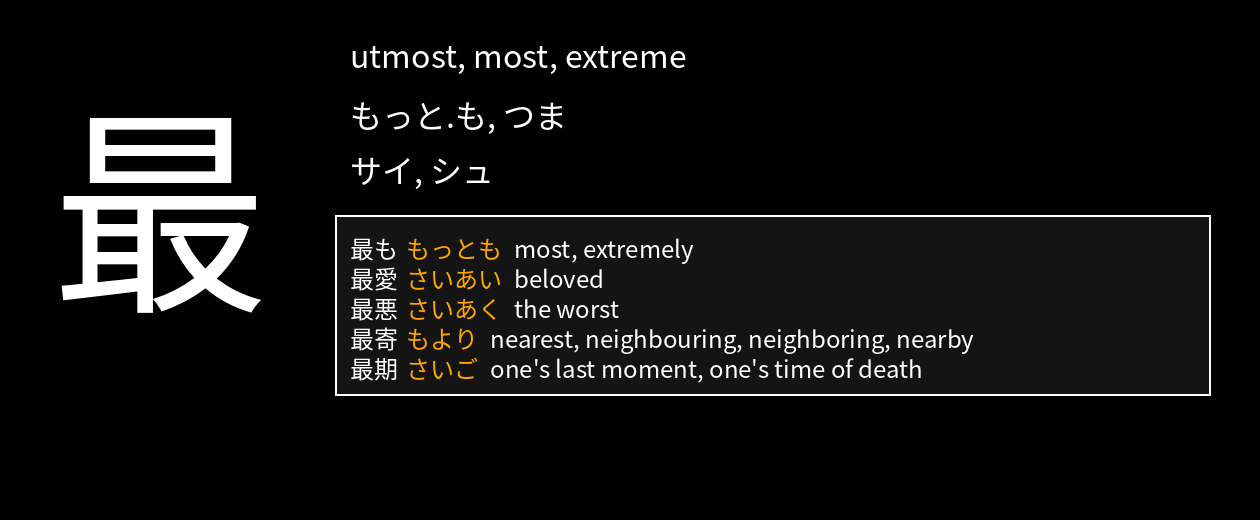 最
utmost, most, extreme
もっと.も, つま
サイ, シュ
最も もっとも most, extremely
最愛 さいあい beloved
最悪 さいあく the worst
最寄 もより nearest, neighbouring, neighboring, nearby
最期 さいご one's last moment, one's time of death